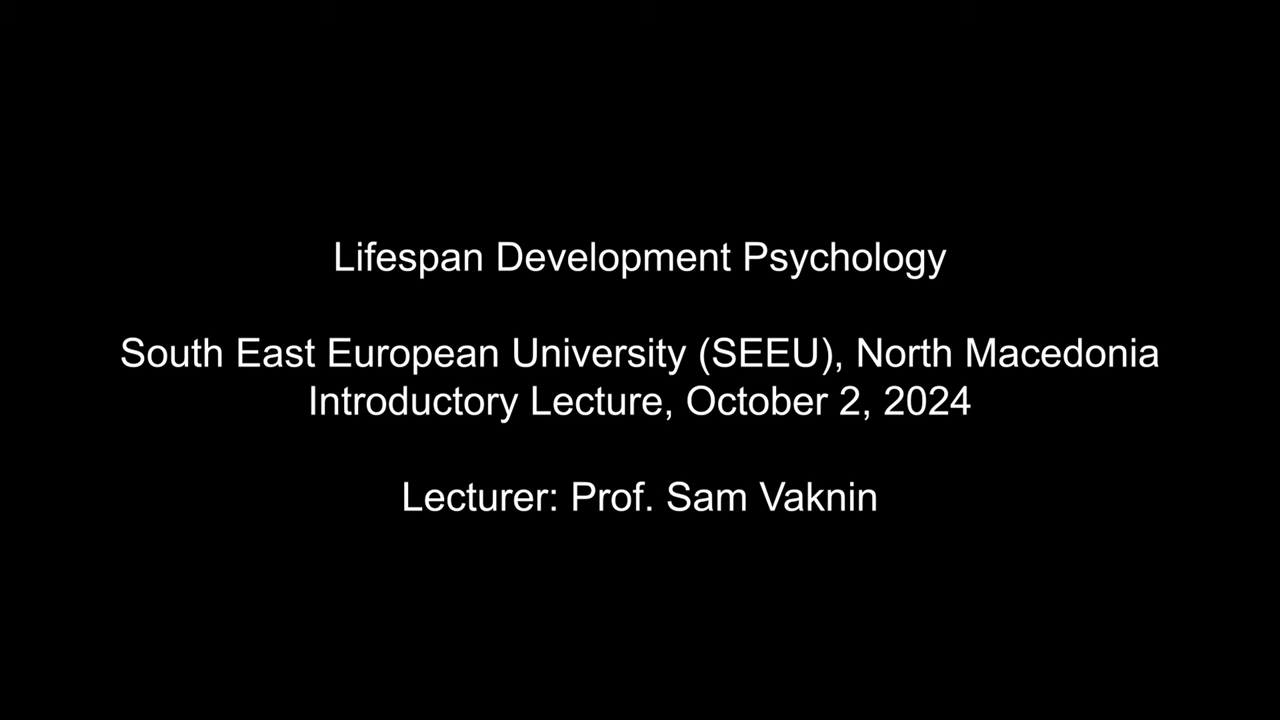 Lifespan Development Psychology
South East European University (SEEU), North Macedonia
Introductory Lecture, October 2, 2024
Lecturer: Prof. Sam Vaknin